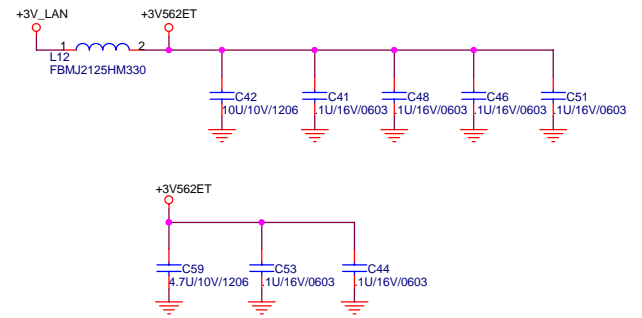 +3V_LAN +3V562ET
1 2
L12
FBMJ2125HM330
C42 C41 C48 C46 C51
10U/10V/1206 .1U/16V/0603 .1U/16V/0603 .1U/16V/0603 .1U/16V/0603
+3V562ET
C59 C53 C44
4.7U/10V/1206 .1U/16V/0603 .1U/16V/0603